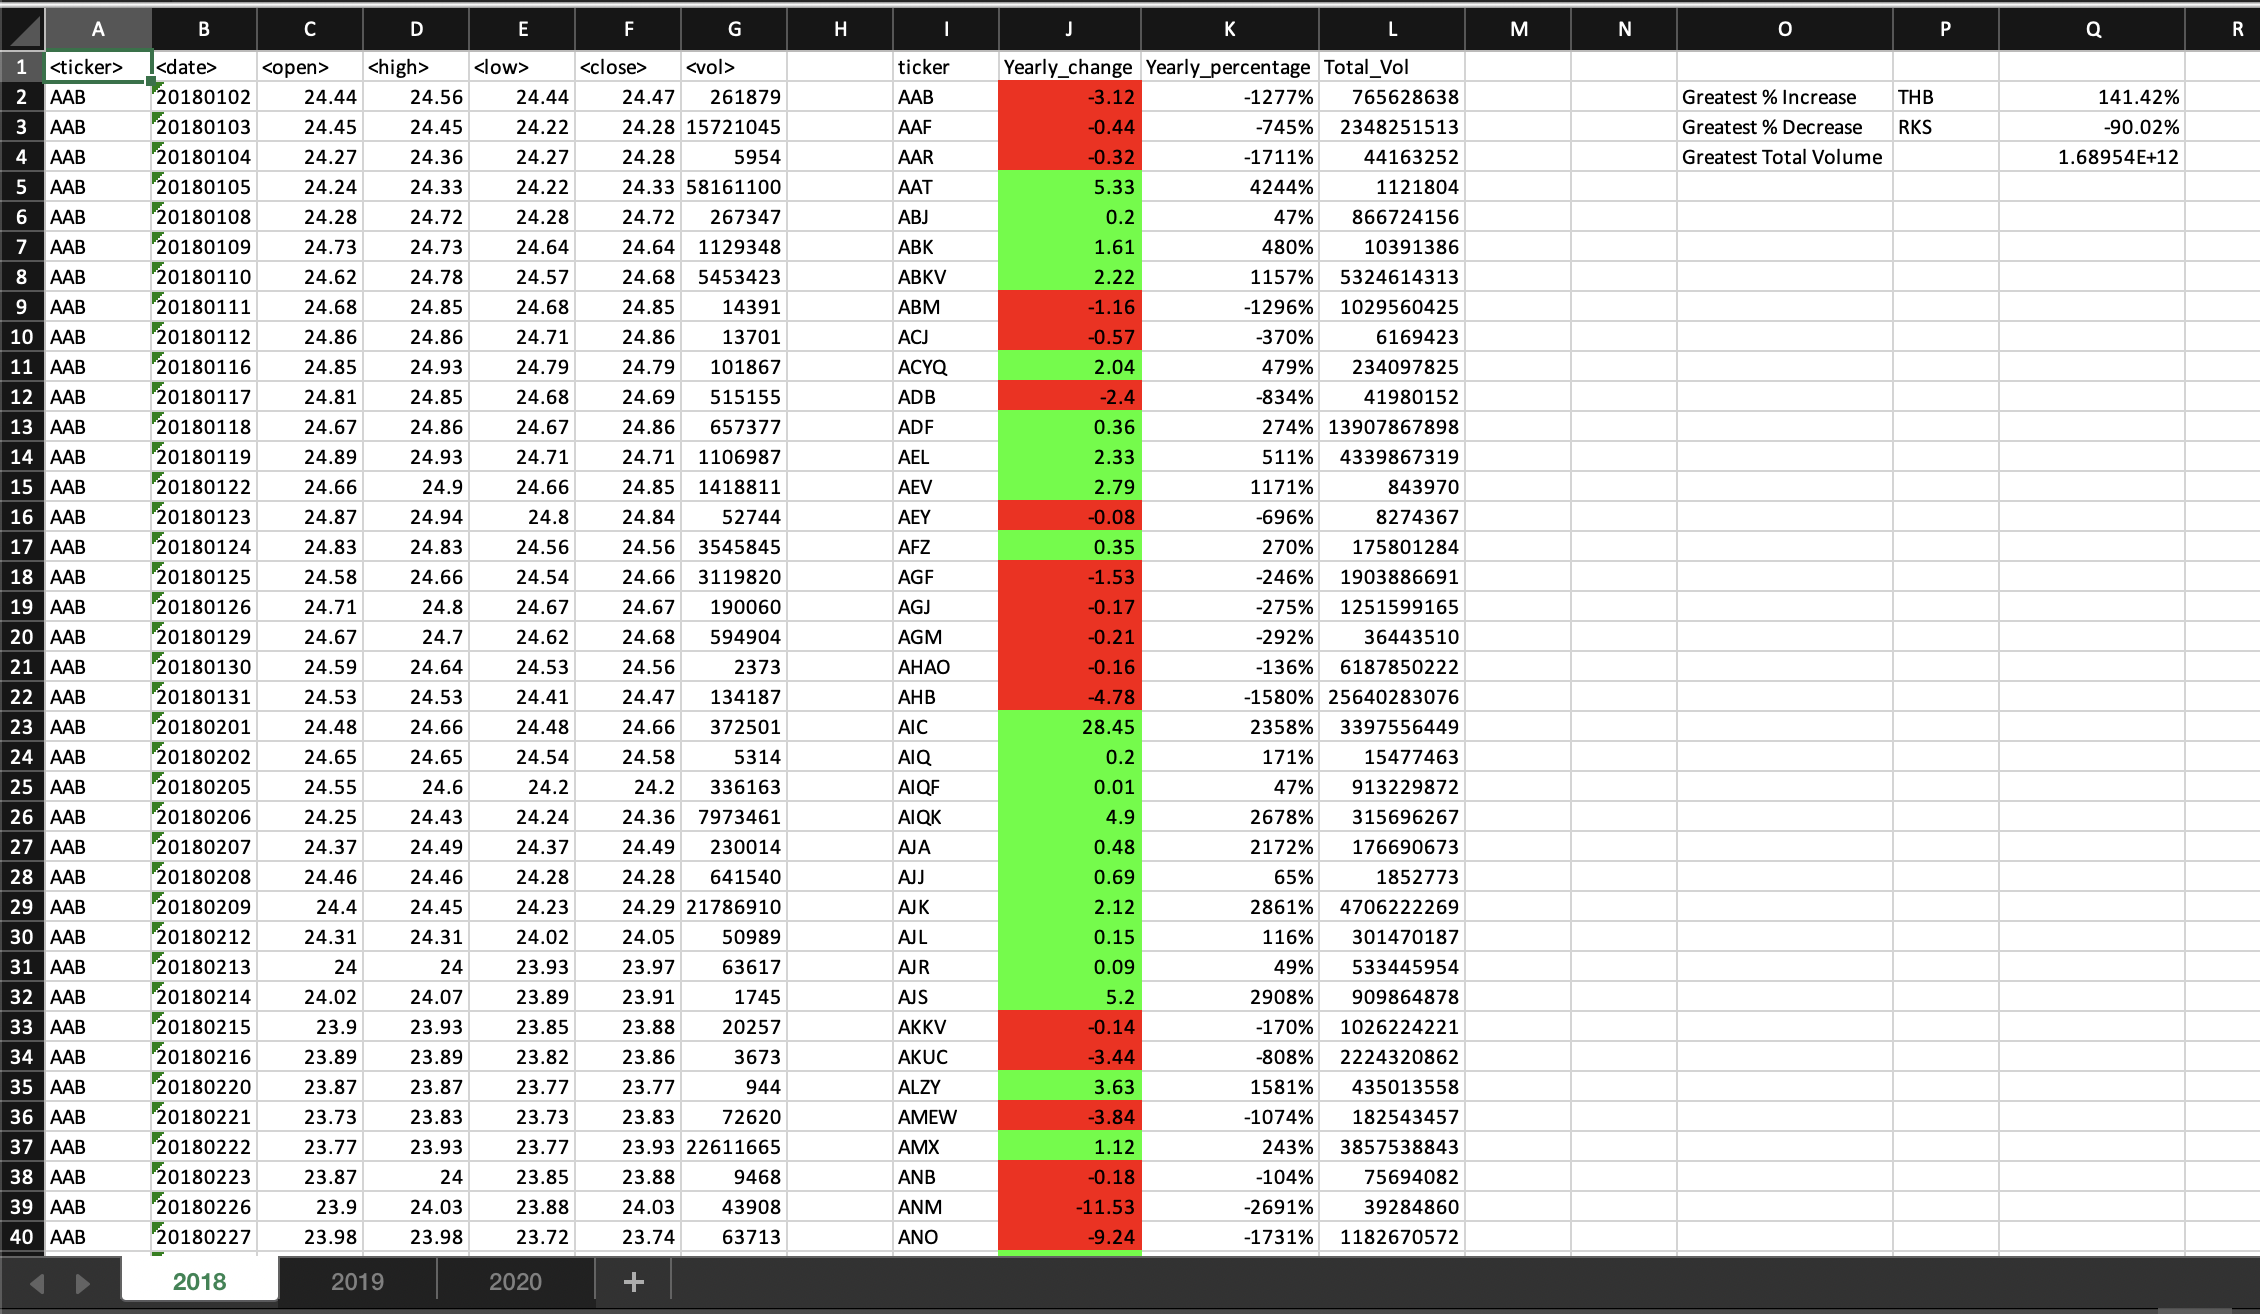 A B C D E F G H I J K L M N O P Q R
1 <ticker> <date> <open> <high> <low> <close> <vol> ticker Yearly_change Yearly_percentage Total_Vol
2 AAB 20180102 24.44 24.56 24.44 24.47 261879 AAB -3.12 -1277% 765628638 Greatest % Increase THB 141.42%
3 AAB 20180103 24.45 24.45 24.22 24.28 15721045 AAF -0.44 -745% 2348251513 Greatest % Decrease RKS -90.02%
4 AAB 20180104 24.27 24.36 24.27 24.28 5954 AAR -0.32 -1711% 44163252 Greatest Total Volume 1.68954E+12
5 AAB 20180105 24.24 24.33 24.22 24.33 58161100 AAT 5.33 4244% 1121804
6 AAB 20180108 24.28 24.72 24.28 24.72 267347 ABJ 0.2 47% 866724156
7 AAB 20180109 24.73 24.73 24.64 24.64 1129348 ABK 1.61 480% 10391386
8 AAB 20180110 24.62 24.78 24.57 24.68 5453423 ABKV 2.22 1157% 5324614313
9 AAB 20180111 24.68 24.85 24.68 24.85 14391 ABM -1.16 -1296% 1029560425
10 AAB 20180112 24.86 24.86 24.71 24.86 13701 ACJ -0.57 -370% 6169423
11 AAB 20180116 24.85 24.93 24.79 24.79 101867 ACYQ 2.04 479% 234097825
12 AAB 20180117 24.81 24.85 24.68 24.69 515155 ADB -2.4 -834% 41980152
13 AAB 20180118 24.67 24.86 24.67 24.86 657377 ADF 0.36 274% 13907867898
14 AAB 20180119 24.89 24.93 24.71 24.71 1106987 AEL 2.33 511% 4339867319
15 AAB 20180122 24.66 24.9 24.66 24.85 1418811 AEV 2.79 1171% 843970
16 AAB 20180123 24.87 24.94 24.8 24.84 52744 AEY -0.08 -696% 8274367
17 AAB 20180124 24.83 24.83 24.56 24.56 3545845 AFZ 0.35 270% 175801284
18 AAB 20180125 24.58 24.66 24.54 24.66 3119820 AGF -1.53 -246% 1903886691
19 AAB 20180126 24.71 24.8 24.67 24.67 190060 AGJ -0.17 -275% 1251599165
20 AAB 20180129 24.67 24.7 24.62 24.68 594904 AGM -0.21 -292% 36443510
21 AAB 20180130 24.59 24.64 24.53 24.56 2373 AHAO -0.16 -136% 6187850222
22 AAB 20180131 24.53 24.53 24.41 24.47 134187 AHB -4.78 -1580% 25640283076
23 AAB 20180201 24.48 24.66 24.48 24.66 372501 AIC 28.45 2358% 3397556449
24 AAB 20180202 24.65 24.65 24.54 24.58 5314 AIQ 0.2 171% 15477463
25 AAB 20180205 24.55 24.6 24.2 24.2 336163 AIQF 0.01 47% 913229872
26 AAB 20180206 24.25 24.43 24.24 24.36 7973461 AIQK 4.9 2678% 315696267
27 AAB 20180207 24.37 24.49 24.37 24.49 230014 AJA 0.48 2172% 176690673
28 AAB 20180208 24.46 24.46 24.28 24.28 641540 AJJ 0.69 65% 1852773
29 AAB 20180209 24.4 24.45 24.23 24.29 21786910 AJK 2.12 2861% 4706222269
30 AAB 20180212 24.31 24.31 24.02 24.05 50989 AJL 0.15 116% 301470187
31 AAB 20180213 24 24 23.93 23.97 63617 AJR 0.09 49% 533445954
32 AAB 20180214 24.02 24.07 23.89 23.91 1745 AJS 5.2 2908% 909864878
33 AAB 20180215 23.9 23.93 23.85 23.88 20257 AKKV -0.14 -170% 1026224221
34 AAB 20180216 23.89 23.89 23.82 23.86 3673 AKUC -3.44 -808% 2224320862
35 AAB 20180220 23.87 23.87 23.77 23.77 944 ALZY 3.63 1581% 435013558
36 AAB 20180221 23.73 23.83 23.73 23.83 72620 AMEW -3.84 -1074% 182543457
37 AAB 20180222 23.77 23.93 23.77 23.93 22611665 AMX 1.12 243% 3857538843
38 AAB 20180223 23.87 24 23.85 23.88 9468 ANB -0.18 -104% 75694082
39 AAB 20180226 23.9 24.03 23.88 24.03 43908 ANM -11.53 -2691% 39284860
40 AAB 20180227 23.98 23.98 23.72 23.74 63713 ANO -9.24 -1731% 1182670572
2018 2019 2020 +